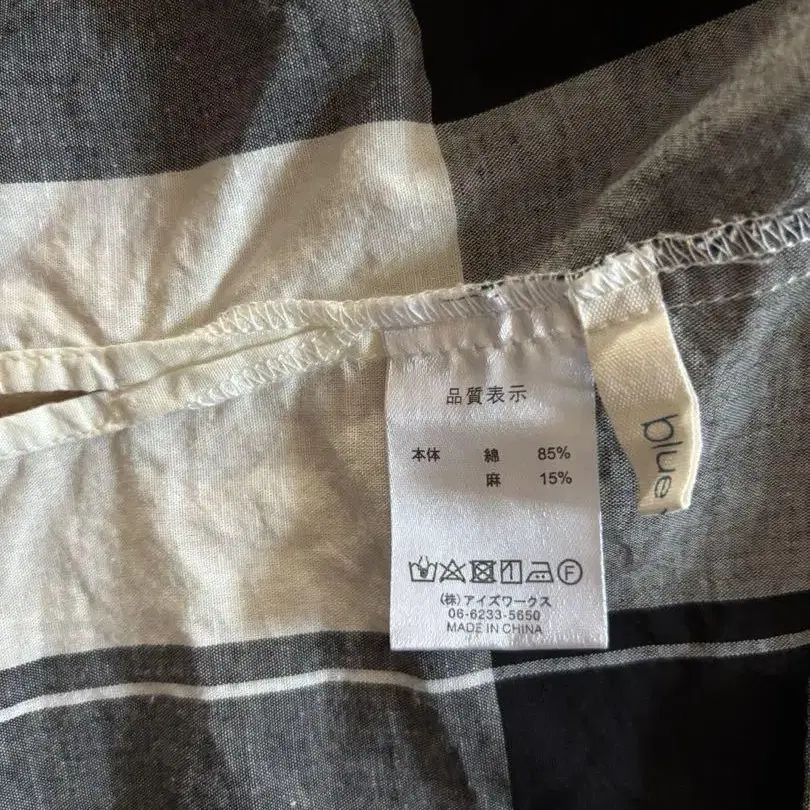 品質表示
本体 綿 85%
麻 15%
F
(株)アイズワークス
06-6233-5650
MADE IN CHINA
blue